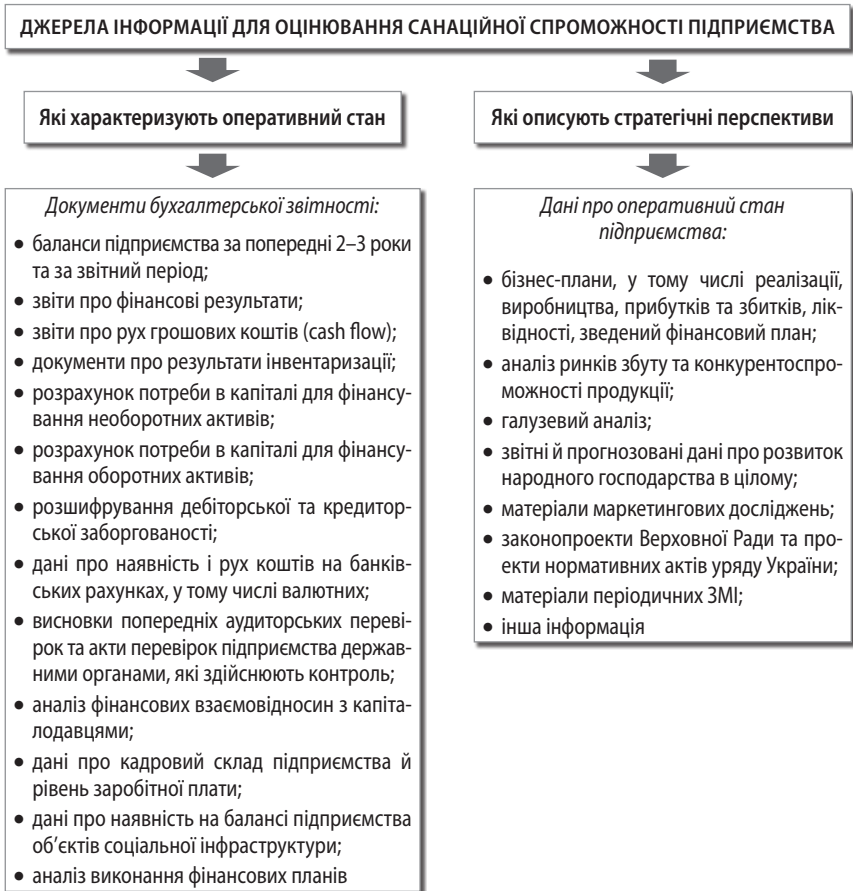 ДЖЕРЕЛА ІНФОРМАЦІЇ ДЛЯ ОЦІНЮВАННЯ САНАЦІЙНОЇ СПРОМОЖНОСТІ ПІДПРИЄМСТВА
Які характеризують оперативний стан
Документи бухгалтерської звітності:
• баланси підприємства за попередні 2–3 роки
та за звітний період;
• звіти про фінансові результати;
• звіти про рух грошових коштів (cash flow);
• документи про результати інвентаризації;
• розрахунок потреби в капіталі для фінансу-
вання необоротних активів;
• розрахунок потреби в капіталі для фінансу-
вання оборотних активів;
• розшифрування дебіторської та кредитор-
ської заборгованості;
• дані про наявність і рух коштів на банків-
ських рахунках, у тому числі валютних;
• висновки попередніх аудиторських переві-
рок та акти перевірок підприємства держав-
ними органами, які здійснюють контроль;
• аналіз фінансових взаємовідносин з капіта-
лодавцями;
• дані про кадровий склад підприємства й
рівень заробітної плати;
• дані про наявність на балансі підприємства
об’єктів соціальної інфраструктури;
• аналіз виконання фінансових планів
Які описують стратегічні перспективи
Дані про оперативний стан
підприємства:
• бізнес-плани, у тому числі реалізації,
виробництва, прибутків та збитків, лік-
відності, зведений фінансовий план;
• аналіз ринків збуту та конкурентоспро-
можності продукції;
• галузевий аналіз;
• звітні й прогнозовані дані про розвиток
народного господарства в цілому;
• матеріали маркетингових досліджень;
• законопроекти Верховної Ради та про-
екти нормативних актів уряду України;
• матеріали періодичних ЗМІ;
• інша інформація